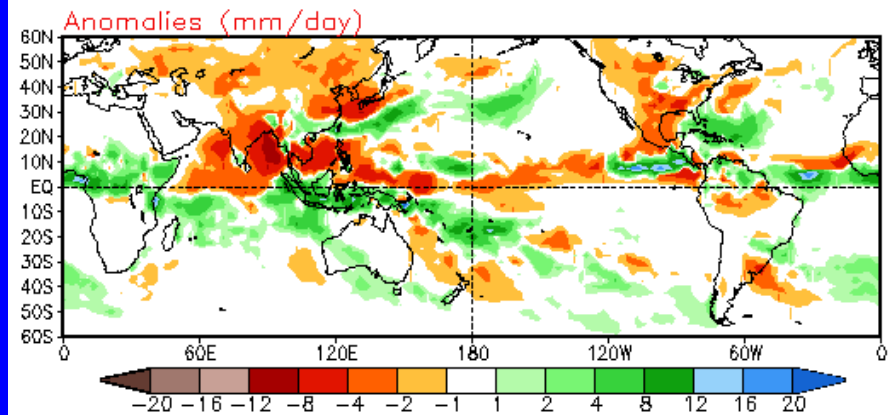 Anomalies (mm/day)
60N
50N
40N
30N
20N
10N
EQ
10S
20S
30S
40S
50S
60S
0 60E 120E 180 120W 60W 0
-20 -16 -12 -8 -4 -2 -1 1 2 4 8 12 16 20